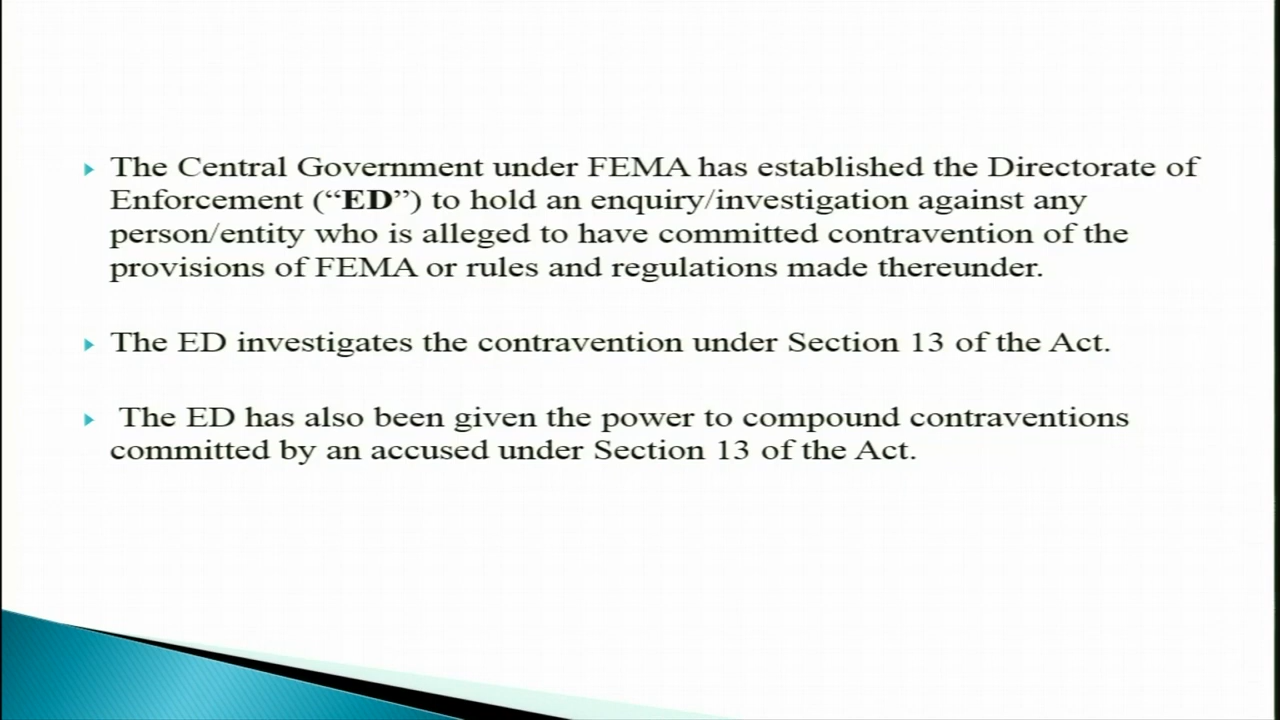 The Central Government under FEMA has established the Directorate of
Enforcement (“ED”) to hold an enquiry/investigation against any
person/entity who is alleged to have committed contravention of the
provisions of FEMA or rules and regulations made thereunder.
The ED investigates the contravention under Section 13 of the Act.
The ED has also been given the power to compound contraventions
committed by an accused under Section 13 of the Act.